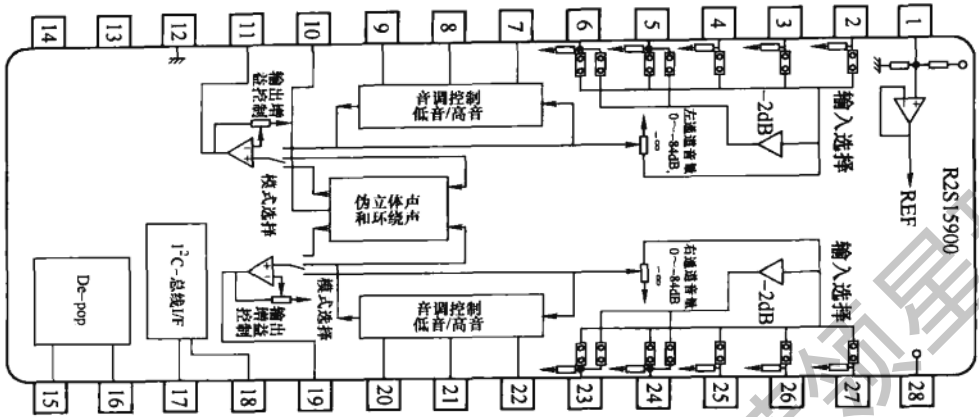 14
13
12
11
10
9
8
7
6
5
4
3
2
1
输出增
益控制
音调控制
低音/高音
左通道音量
0~-84dB,
-∞
-2dB
输入选择
REF
R2S15900
模式选择
伪立体声
和环绕声
De-pop
I²C-总线I/F
输出
增益
控制
模式选择
音调控制
低音/高音
右通道音量
0~-84dB
-∞
-2dB
输入选择
15
16
17
18
19
20
21
22
23
24
25
26
27
28
领星